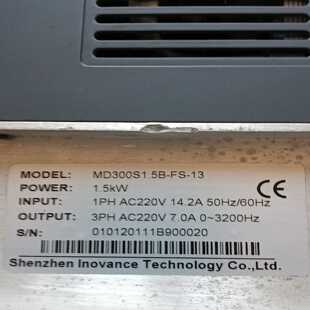 MODEL: MD300S1.5B-FS-13
POWER: 1.5kW
INPUT: 1PH AC220V 14.2A 50Hz/60Hz
OUTPUT: 3PH AC220V 7.0A 0~3200Hz
S/N: 010120111B900020
CE
Shenzhen Inovance Technology Co.,Ltd.